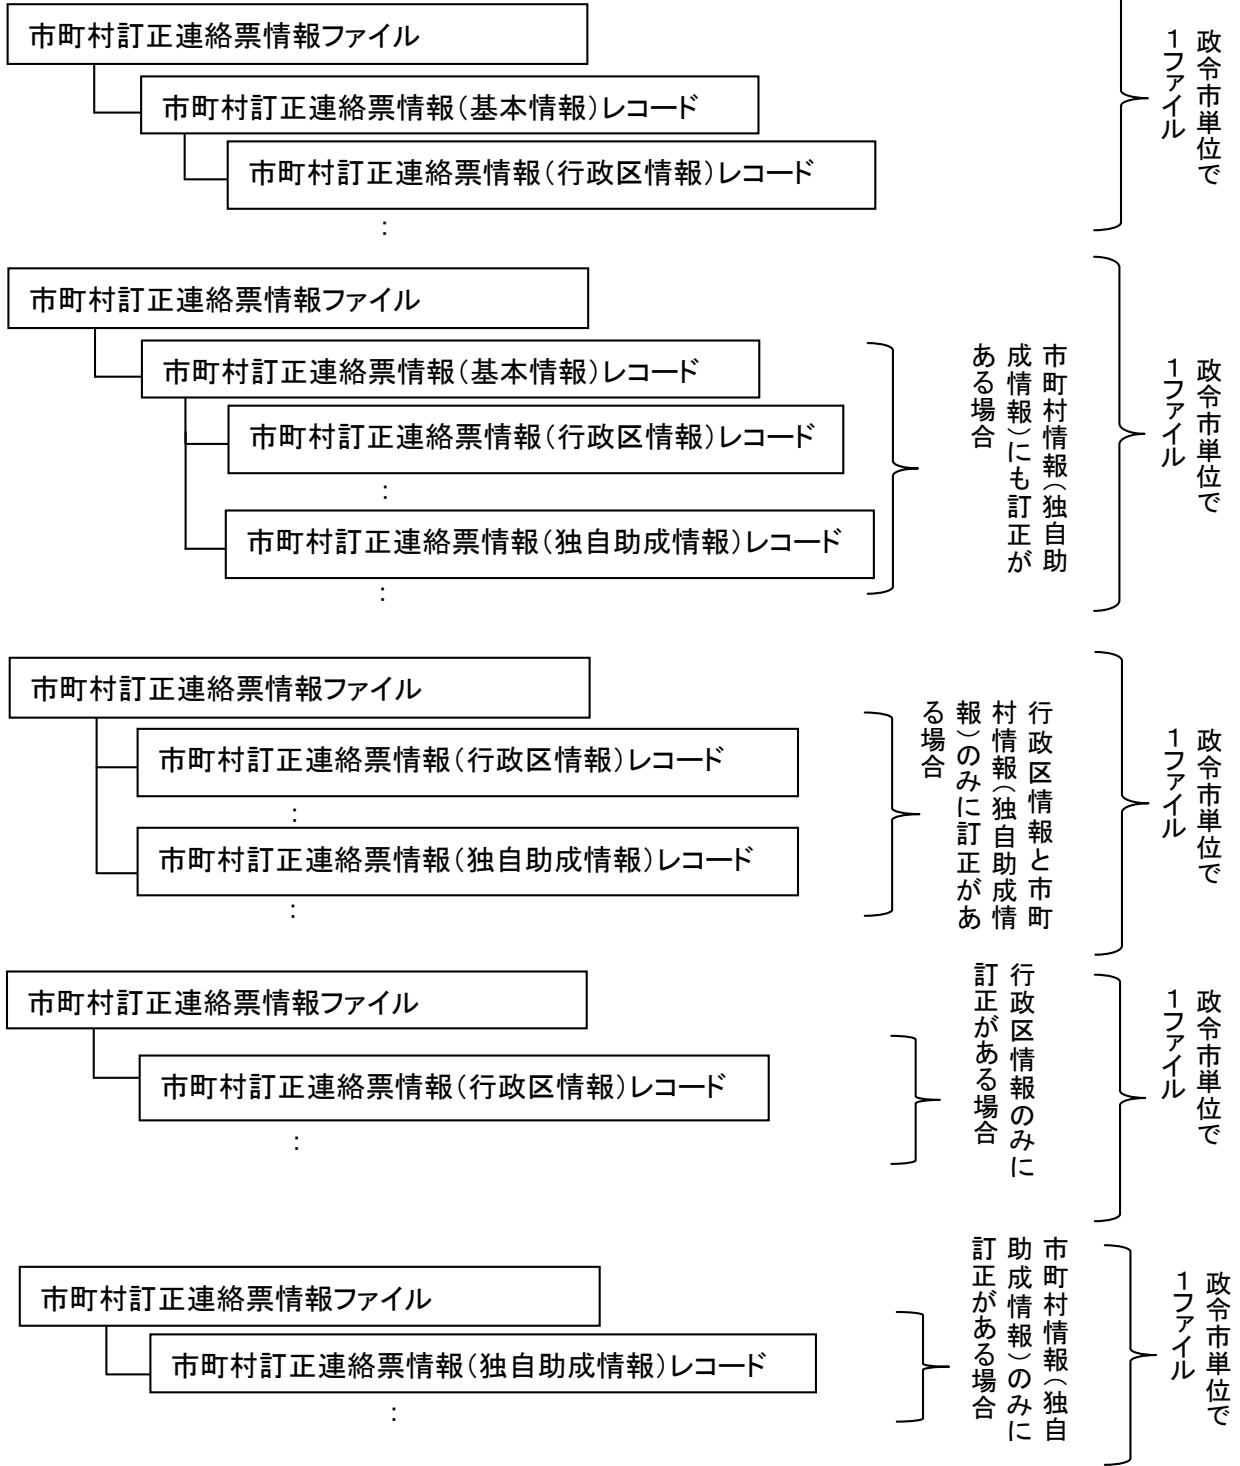 市町村訂正連絡票情報ファイル
市町村訂正連絡票情報（基本情報）レコード
市町村訂正連絡票情報（行政区情報）レコード
：
政令市単位で
１ファイル
市町村訂正連絡票情報ファイル
市町村訂正連絡票情報（基本情報）レコード
市町村訂正連絡票情報（行政区情報）レコード
：
市町村訂正連絡票情報（独自助成情報）レコード
：
市町村情報（独自助
成情報）にも訂正が
ある場合
政令市単位で
１ファイル
市町村訂正連絡票情報ファイル
市町村訂正連絡票情報（行政区情報）レコード
：
市町村訂正連絡票情報（独自助成情報）レコード
：
行政区情報と市町
村情報（独自助成情
報）のみに訂正があ
る場合
政令市単位で
１ファイル
市町村訂正連絡票情報ファイル
市町村訂正連絡票情報（行政区情報）レコード
：
行政区情報のみに
訂正がある場合
政令市単位で
１ファイル
市町村訂正連絡票情報ファイル
市町村訂正連絡票情報（独自助成情報）レコード
：
市町村情報（独自
助成情報）のみに
訂正がある場合
政令市単位で
１ファイル